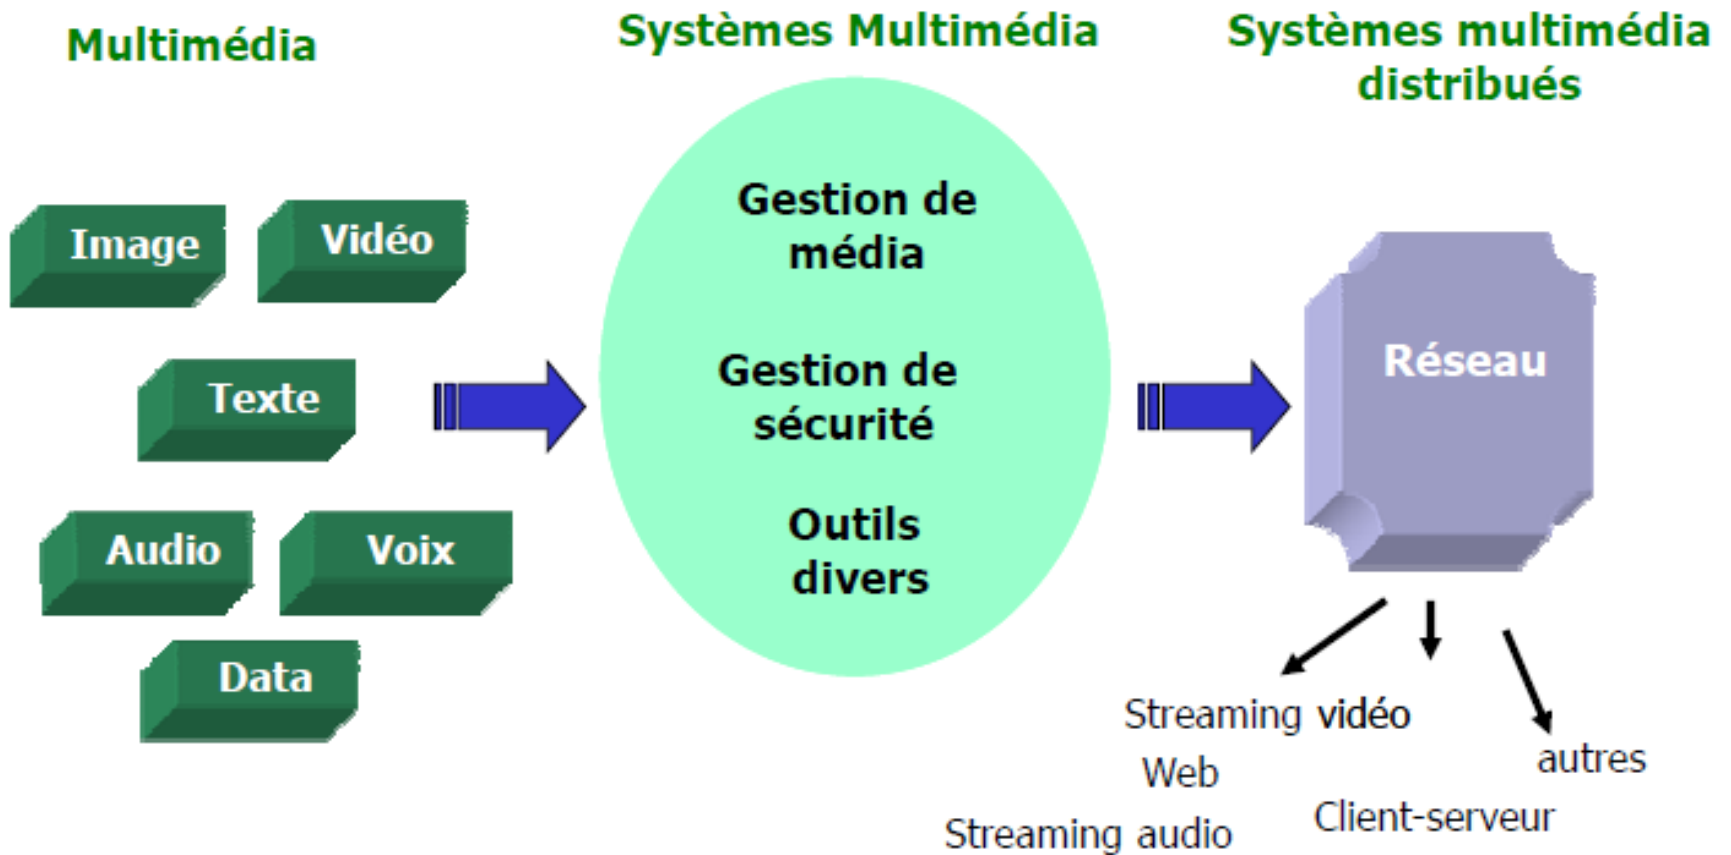 Multimédia
Systèmes Multimédia
Systèmes multimédia
distribués
Image
Vidéo
Texte
Audio
Voix
Data
Gestion de
média
Gestion de
sécurité
Outils
divers
Réseau
Streaming vidéo
Web
Streaming audio
Client-serveur
autres